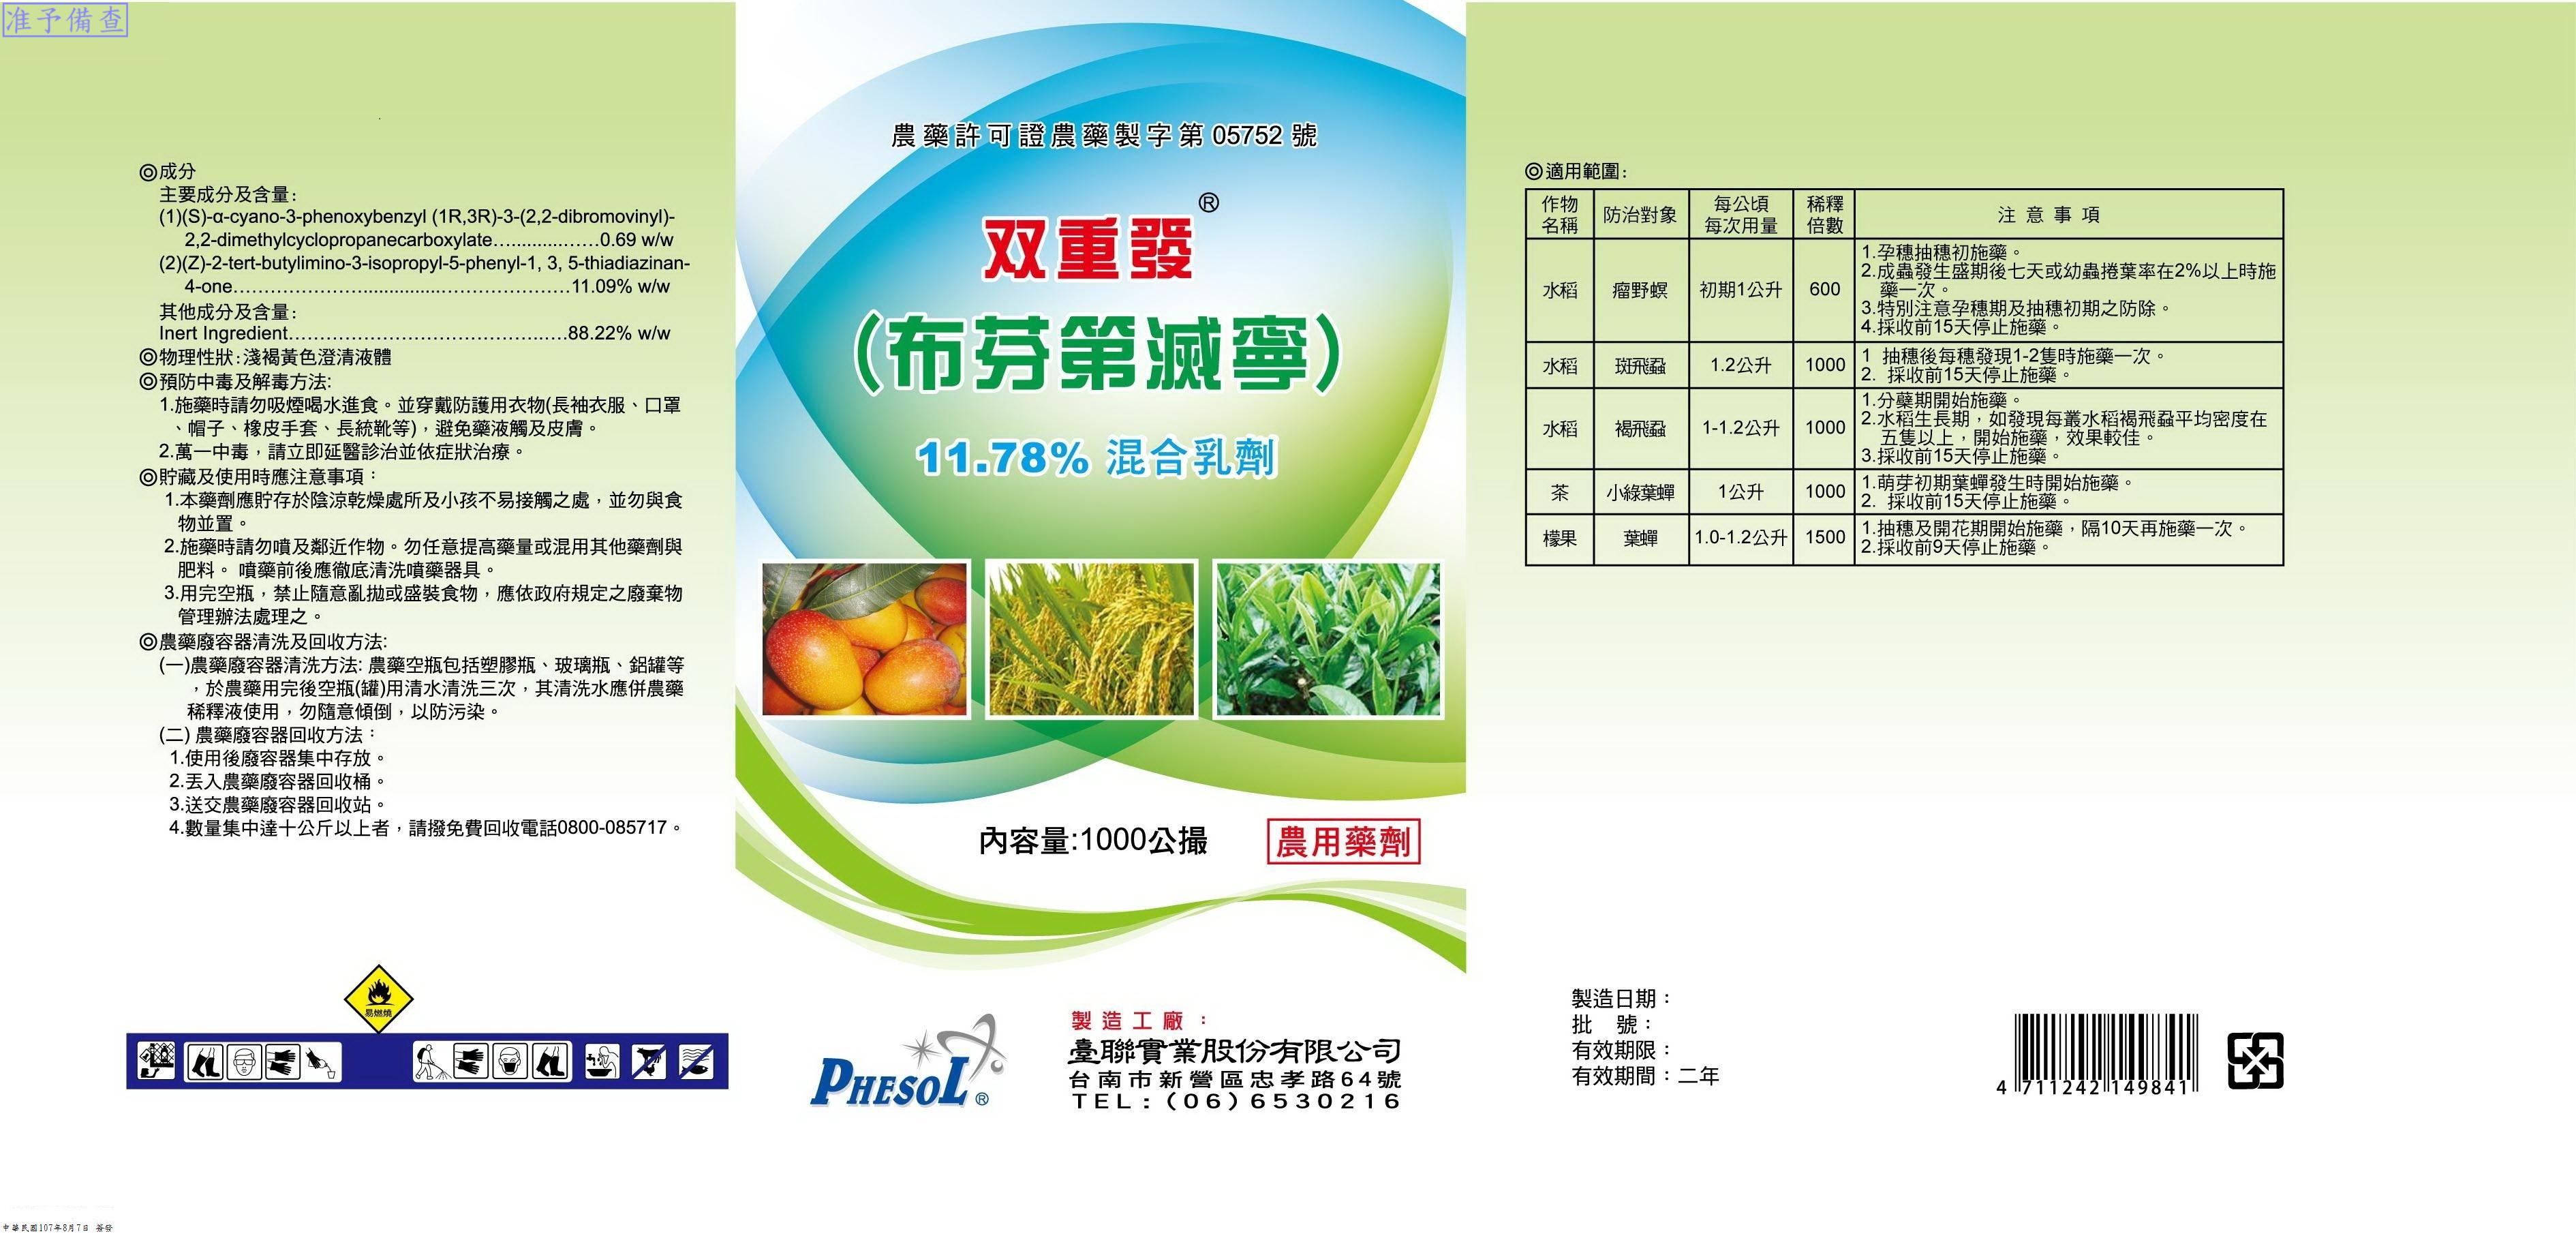 准予備查
◎成分
主要成分及含量:
(1)(S)-α-cyano-3-phenoxybenzyl (1R,3R)-3-(2,2-dibromovinyl)-
2,2-dimethylcyclopropanecarboxylate……………………0.69 w/w
(2)(Z)-2-tert-butylimino-3-isopropyl-5-phenyl-1, 3, 5-thiadiazinan-
4-one……………………………………………………11.09% w/w
其他成分及含量:
Inert Ingredient………………………………………88.22% w/w
◎物理性狀:淺褐黃色澄清液體
◎預防中毒及解毒方法:
1.施藥時請勿吸煙喝水進食。並穿戴防護用衣物(長袖衣服、口罩
、帽子、橡皮手套、長統靴等),避免藥液觸及皮膚。
2.萬一中毒,請立即延醫診治並依症狀治療。
◎貯藏及使用時應注意事項:
1.本藥劑應貯存於陰涼乾燥處所及小孩不易接觸之處,並勿與食
物並置。
2.施藥時請勿噴及鄰近作物。勿任意提高藥量或混用其他藥劑與
肥料。 噴藥前後應徹底清洗噴藥器具。
3.用完空瓶,禁止隨意亂拋或盛裝食物,應依政府規定之廢棄物
管理辦法處理之。
◎農藥廢容器清洗及回收方法:
(一)農藥廢容器清洗方法: 農藥空瓶包括塑膠瓶、玻璃瓶、鋁罐等
,於農藥用完後空瓶(罐)用清水清洗三次,其清洗水應併農藥
稀釋液使用,勿隨意傾倒,以防污染。
(二) 農藥廢容器回收方法:
1.使用後廢容器集中存放。
2.丟入農藥廢容器回收桶。
3.送交農藥廢容器回收站。
4.數量集中達十公斤以上者,請撥免費回收電話0800-085717。
易燃燒
中華民國107年8月7日 簽發
農藥許可證農藥製字第 05752 號
双重發®
(布芬第滅寧)
11.78% 混合乳劑
內容量:1000公撮
農用藥劑
PHESOL®
製造工廠:
臺聯實業股份有限公司
台南市新營區忠孝路64號
TEL:(06)6530216
◎適用範圍:
作物名稱 防治對象 每公頃每次用量 稀釋倍數 注意事項
水稻 瘤野螟 初期1公升 600
1.孕穗抽穗初施藥。
2.成蟲發生盛期後七天或幼蟲捲葉率在2%以上時施
藥一次。
3.特別注意孕穗期及抽穗初期之防除。
4.採收前15天停止施藥。
水稻 斑飛蝨 1.2公升 1000
1 抽穗後每穗發現1-2隻時施藥一次。
2. 採收前15天停止施藥。
水稻 褐飛蝨 1-1.2公升 1000
1.分蘗期開始施藥。
2.水稻生長期,如發現每叢水稻褐飛蝨平均密度在
五隻以上,開始施藥,效果較佳。
3.採收前15天停止施藥。
茶 小綠葉蟬 1公升 1000
1.萌芽初期葉蟬發生時開始施藥。
2. 採收前15天停止施藥。
檬果 葉蟬 1.0-1.2公升 1500
1.抽穗及開花期開始施藥,隔10天再施藥一次。
2.採收前9天停止施藥。
製造日期:
批 號:
有效期限:
有效期間:二年
4 711242 149841